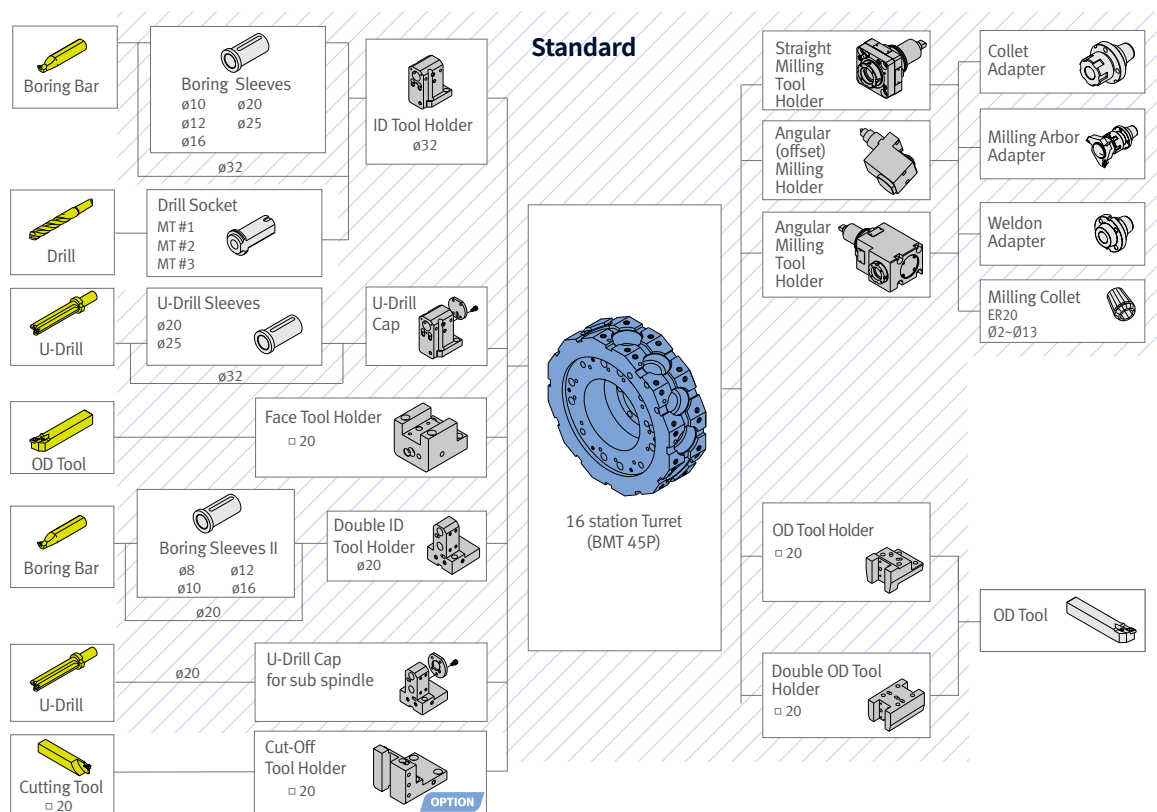 Standard
Boring Bar
Boring Sleeves
ø10 ø20
ø12 ø25
ø16
ø32
ID Tool Holder
ø32
Drill
Drill Socket
MT #1
MT #2
MT #3
U-Drill
U-Drill Sleeves
ø20
ø25
ø32
U-Drill
Cap
OD Tool
Face Tool Holder
□ 20
Boring Bar
Boring Sleeves II
ø8 ø12
ø10 ø16
ø20
Double ID
Tool Holder
ø20
U-Drill
ø20
U-Drill Cap
for sub spindle
Cutting Tool
□ 20
Cut-Off
Tool Holder
□ 20
OPTION
16 station Turret
(BMT 45P)
Straight
Milling
Tool
Holder
Angular
(offset)
Milling
Holder
Angular
Milling
Tool
Holder
Collet
Adapter
Milling Arbor
Adapter
Weldon
Adapter
Milling Collet
ER20
Ø2~Ø13
OD Tool Holder
□ 20
Double OD Tool
Holder
□ 20
OD Tool